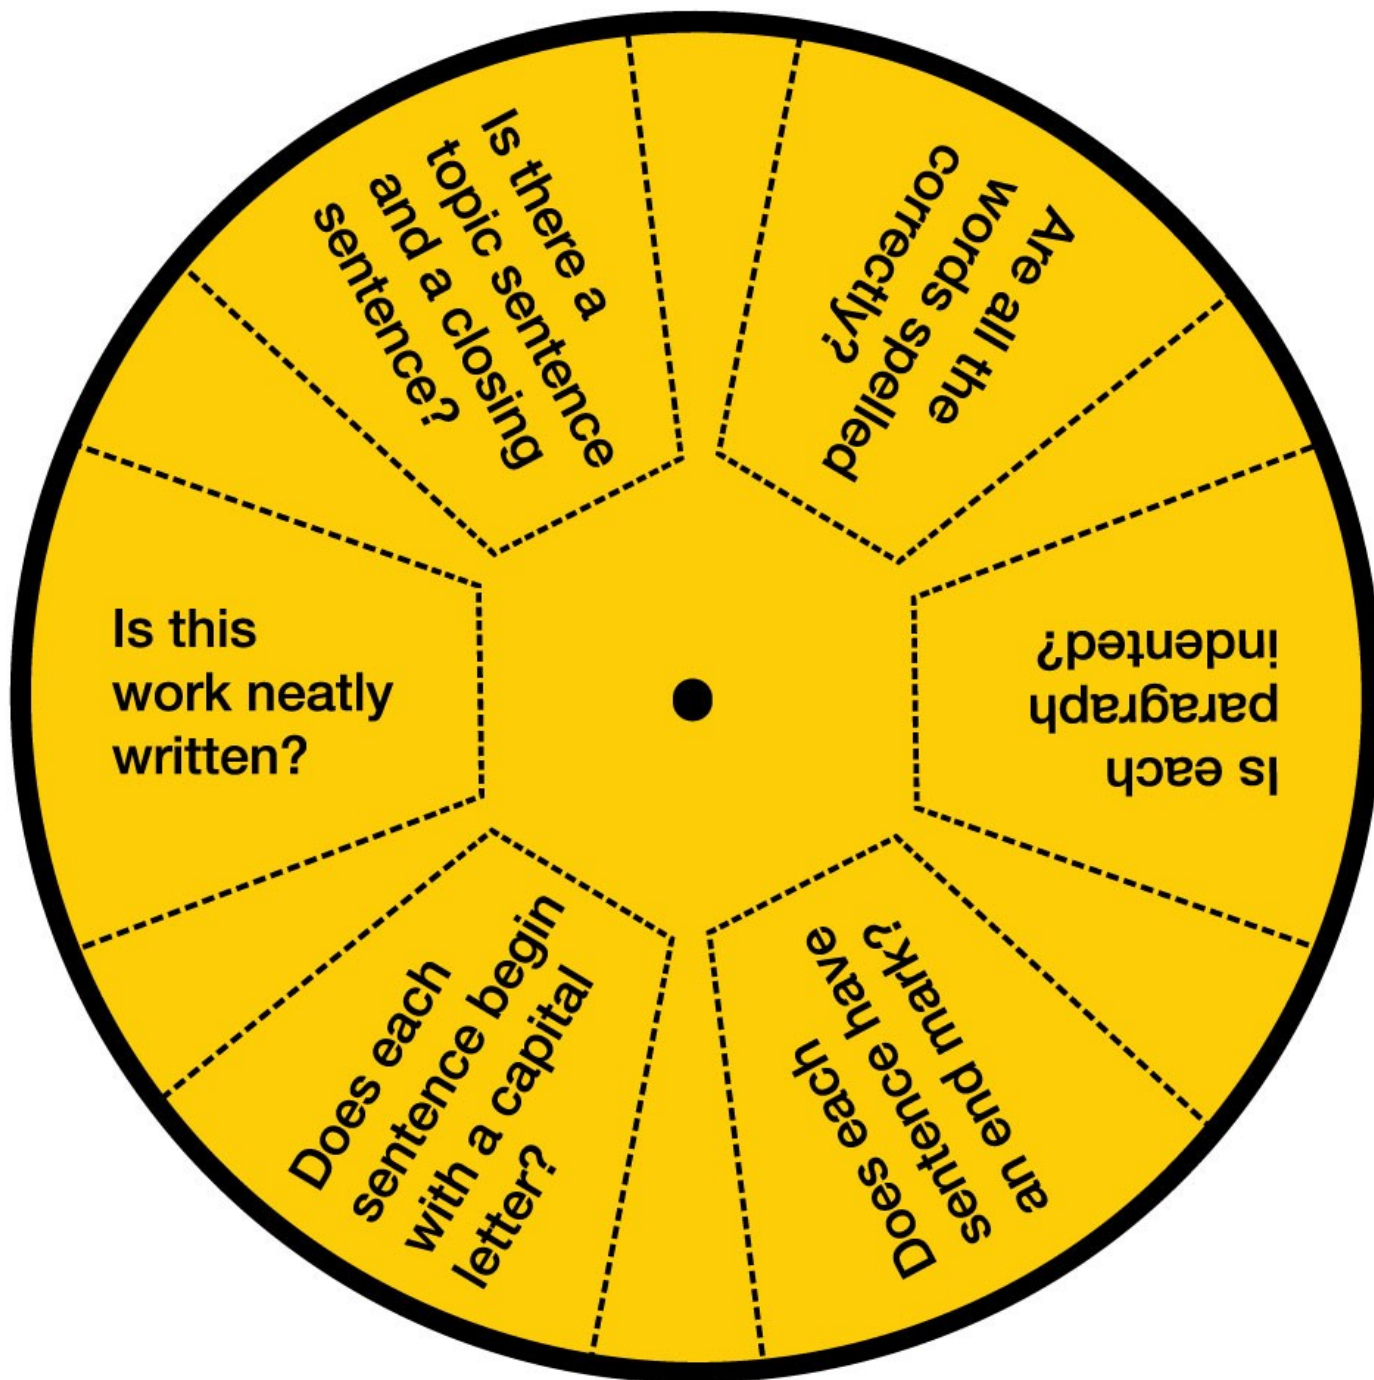 Is this
work neatly
written?
Is there a
topic sentence
and a closing
sentence?
Are all the
words spelled
correctly?
Is each
paragraph
indented?
Does each
sentence have
an end mark?
Does each
sentence begin
with a capital
letter?